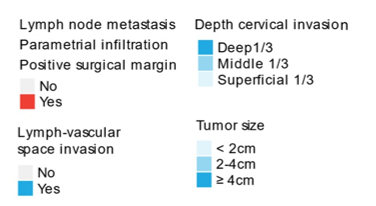 Lymph node metastasis
Parametrial infiltration
Positive surgical margin
No
Yes
Lymph-vascular
space invasion
No
Yes
Depth cervical invasion
Deep1/3
Middle 1/3
Superficial 1/3
Tumor size
< 2cm
2-4cm
≥ 4cm